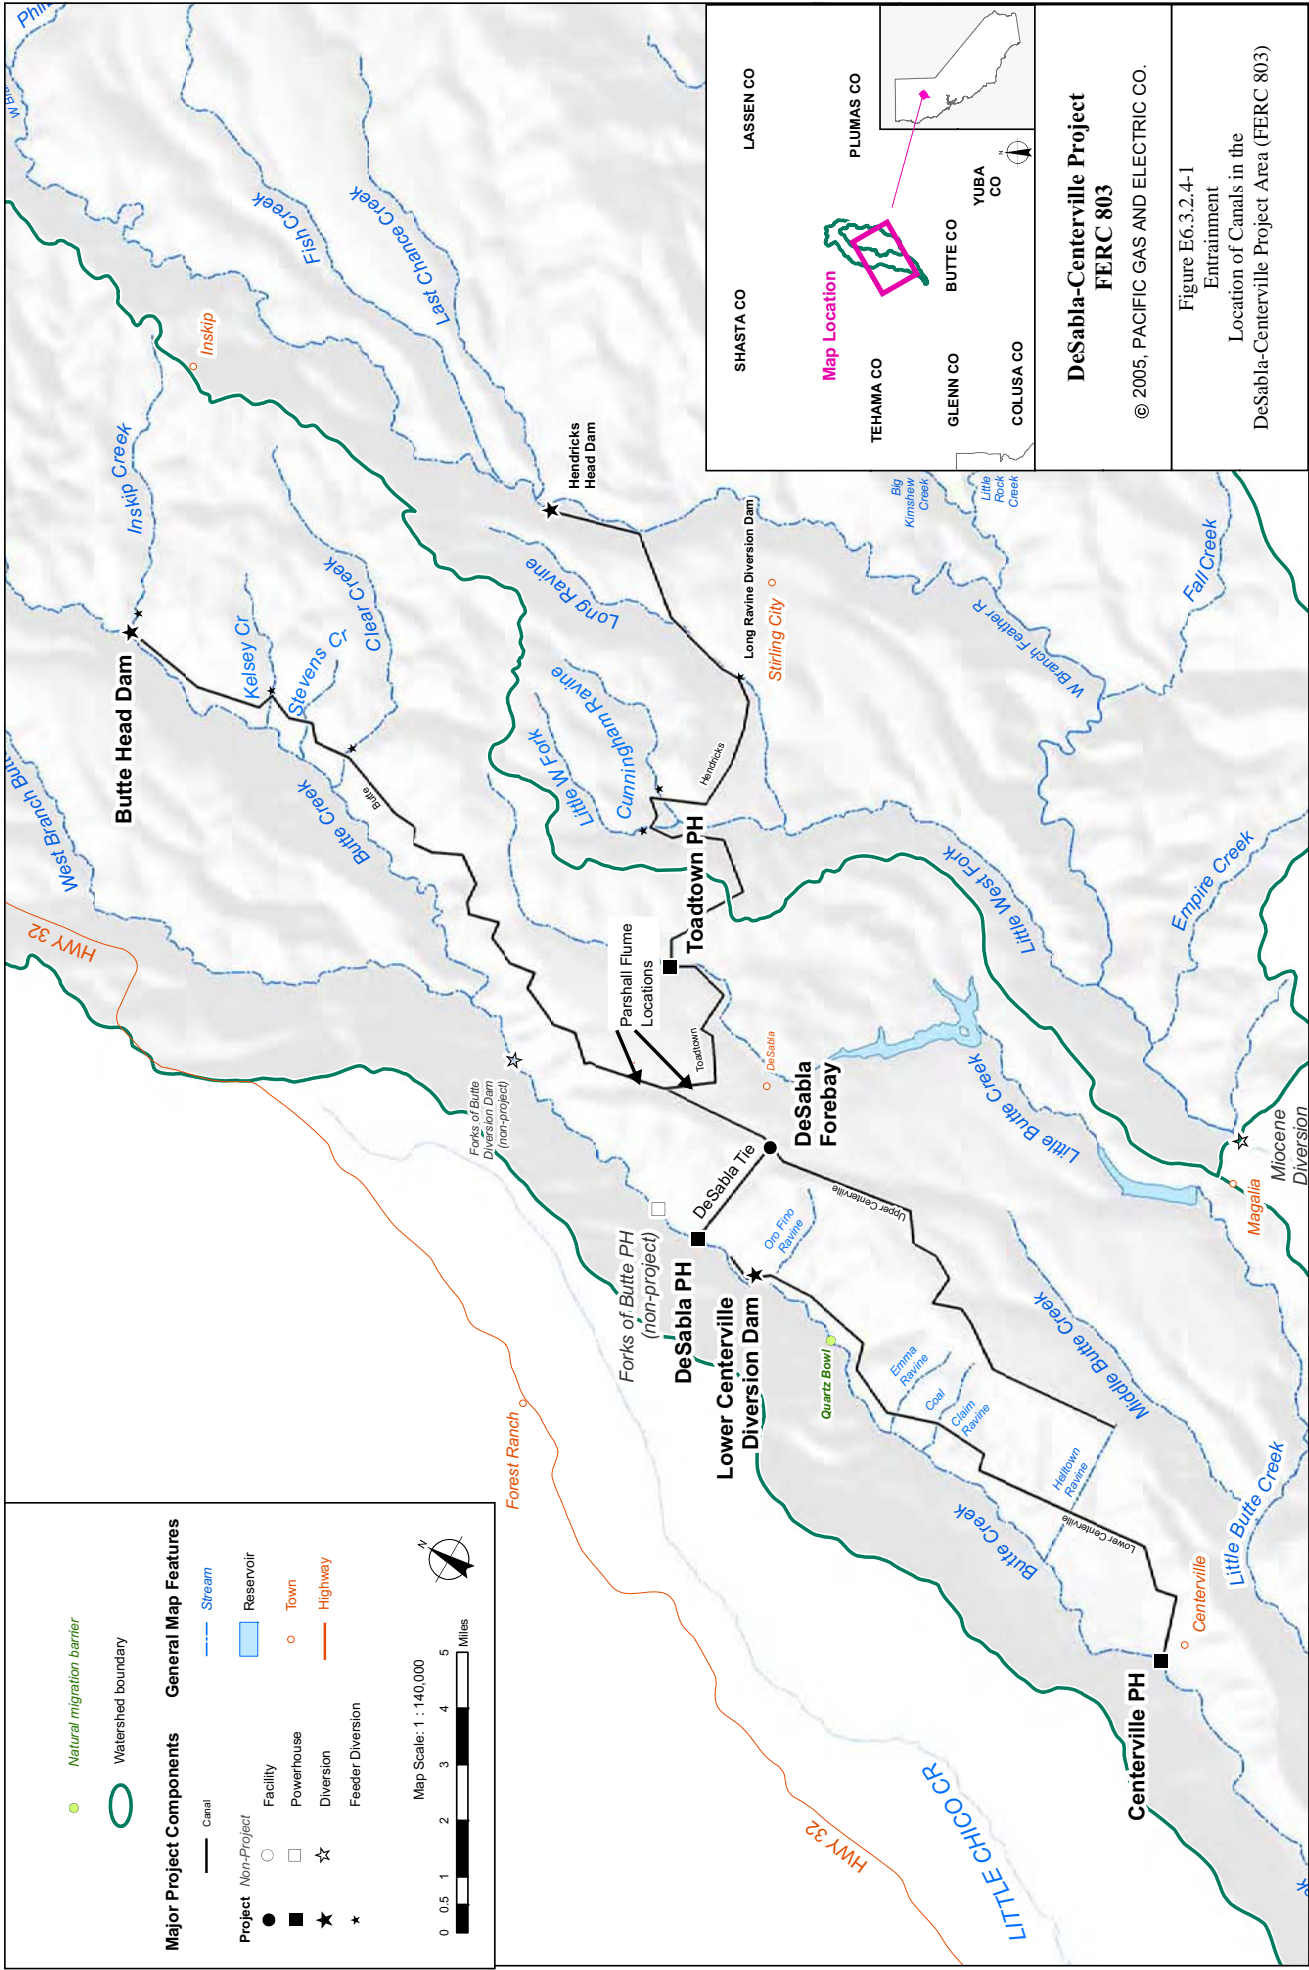 Natural migration barrier
Watershed boundary
Major Project Components
General Map Features
Canal
Stream
Project
Non-Project
Facility
Reservoir
Powerhouse
Town
Diversion
Highway
Feeder Diversion
Map Scale: 1 : 140,000
0 0.5 1 2 3 4 5
Miles
N
HWY 32
West Branch Butt
W Br
Phil
Butte Head Dam
Inskip Creek
Inskip
Fish Creek
Last Chance Creek
Kelsey Cr
Stevens Cr
Clear Creek
Butte Creek
Butte
Hendricks
Head Dam
Long Ravine
Little W Fork
Cunningham Ravine
Hendricks
Long Ravine Diversion Dam
Stirling City
Toadtown PH
Parshall Flume
Locations
Toadtown
Forks of Butte
Diversion Dam
(non-project)
DeSabla
DeSabla
Forebay
DeSabla Tie
Forks of Butte PH
(non-project)
DeSabla PH
Lower Centerville
Diversion Dam
Oro Fino
Ravine
Upper Centerville
Quartz Bowl
Emma
Ravine
Coal
Claim
Ravine
Helltown
Ravine
Lower Centerville
Butte Creek
Middle Butte Creek
Little Butte Creek
Little Butte Creek
Little West Fork
W Branch Feather R
Big
Kimshew
Creek
Little
Rock
Creek
Fall Creek
Empire Creek
Miocene
Diversion
Magalia
Centerville
Centerville PH
Forest Ranch
HWY 32
LITTLE CHICO CR
SHASTA CO
LASSEN CO
Map Location
PLUMAS CO
TEHAMA CO
GLENN CO
BUTTE CO
YUBA
CO
COLUSA CO
N
DeSabla-Centerville Project
FERC 803
© 2005, PACIFIC GAS AND ELECTRIC CO.
Figure E6.3.2.4-1
Entrainment
Location of Canals in the
DeSabla-Centerville Project Area (FERC 803)